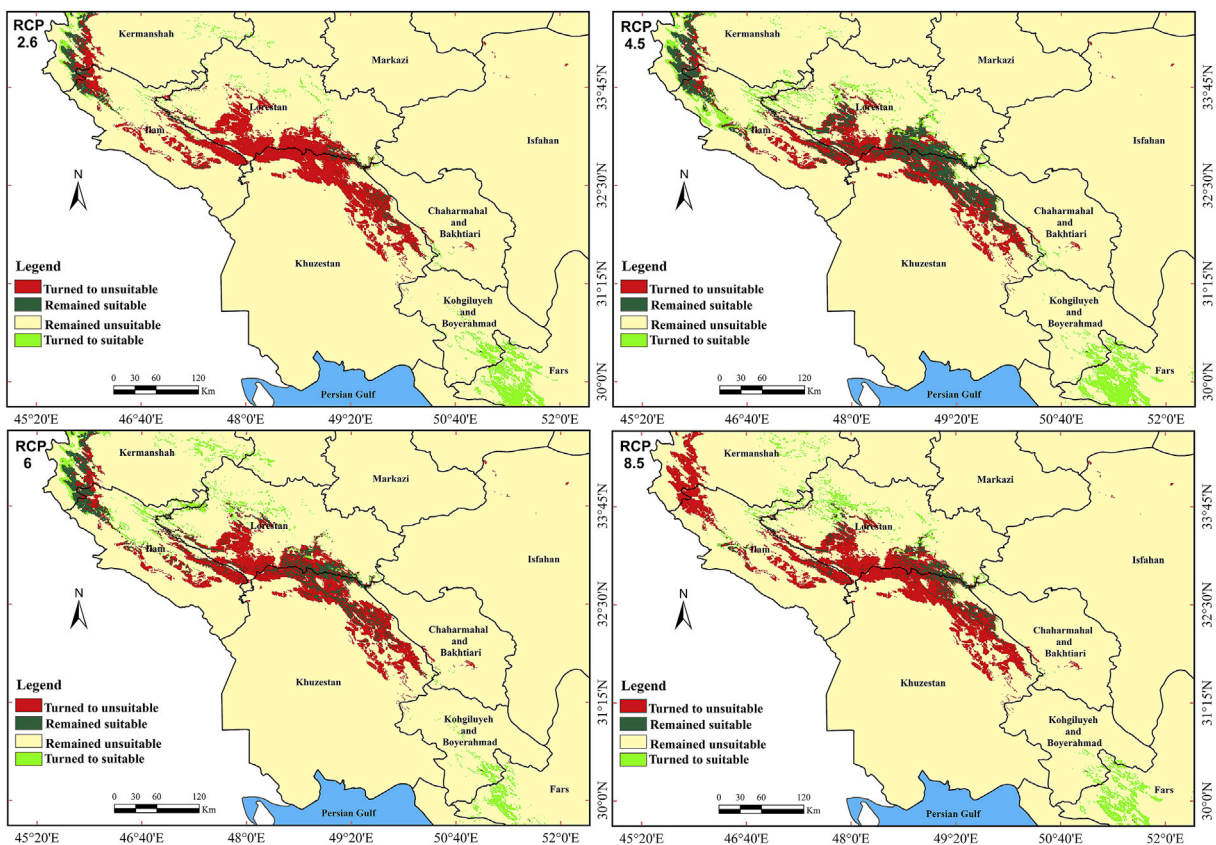 RCP
2.6
Kermanshah
Markazi
Lorestan
Ilam
Isfahan
N
Chaharmahal
and
Bakhtiari
Khuzestan
Legend
Turned to unsuitable
Remained suitable
Remained unsuitable
Turned to suitable
Kohgiluyeh
and
Boyerahmad
Fars
0 30 60 120
Km
Persian Gulf
45°20'E 46°40'E 48°0'E 49°20'E 50°40'E 52°0'E
RCP
4.5
Kermanshah
Markazi
Lorestan
Ilam
Isfahan
N
Chaharmahal
and
Bakhtiari
Khuzestan
Legend
Turned to unsuitable
Remained suitable
Remained unsuitable
Turned to suitable
Kohgiluyeh
and
Boyerahmad
Fars
0 30 60 120
Km
Persian Gulf
33°45'N
32°30'N
31°15'N
30°0'N
45°20'E 46°40'E 48°0'E 49°20'E 50°40'E 52°0'E
RCP
6
Kermanshah
Markazi
Lorestan
Ilam
Isfahan
N
Chaharmahal
and
Bakhtiari
Khuzestan
Legend
Turned to unsuitable
Remained suitable
Remained unsuitable
Turned to suitable
Kohgiluyeh
and
Boyerahmad
Fars
0 30 60 120
Km
Persian Gulf
45°20'E 46°40'E 48°0'E 49°20'E 50°40'E 52°0'E
RCP
8.5
Kermanshah
Markazi
Lorestan
Ilam
Isfahan
N
Chaharmahal
and
Bakhtiari
Khuzestan
Legend
Turned to unsuitable
Remained suitable
Remained unsuitable
Turned to suitable
Kohgiluyeh
and
Boyerahmad
Fars
0 30 60 120
Km
Persian Gulf
33°45'N
32°30'N
31°15'N
30°0'N
45°20'E 46°40'E 48°0'E 49°20'E 50°40'E 52°0'E